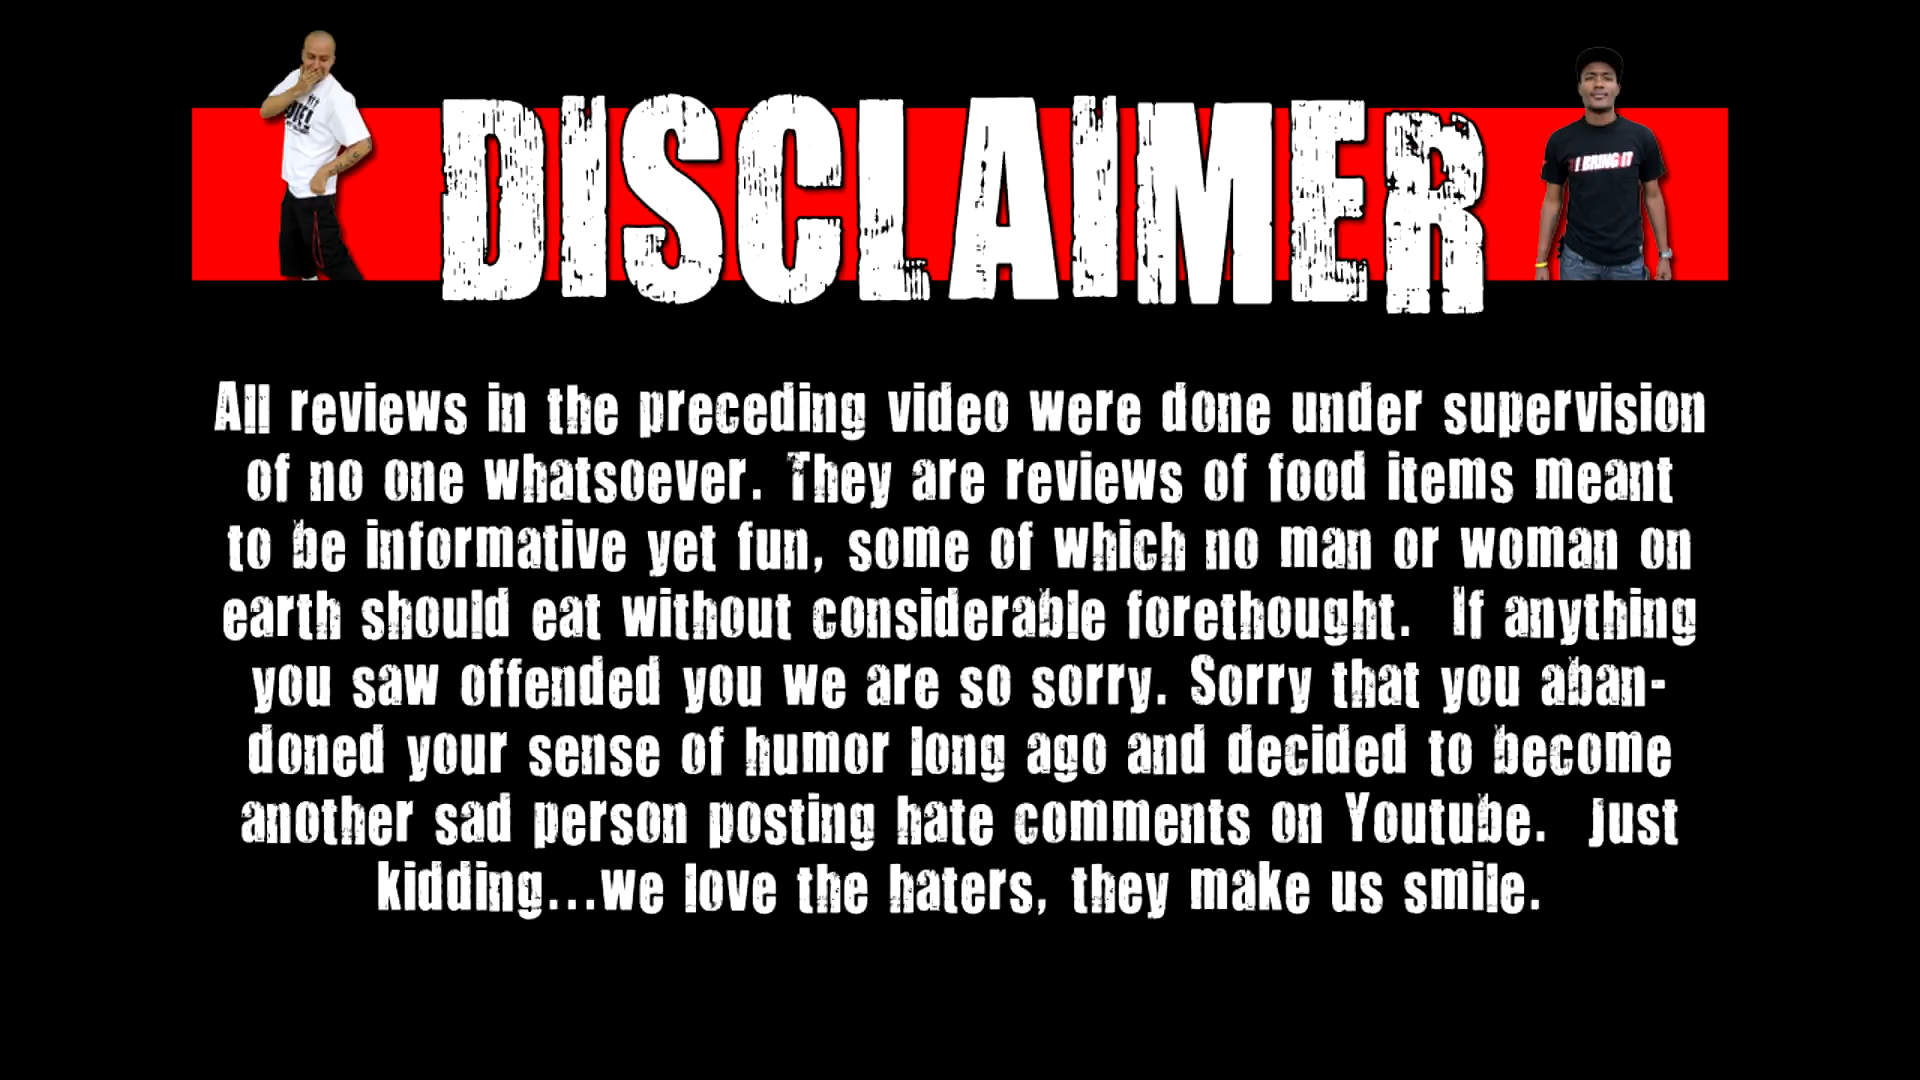 DISCLAIMER
I BRING IT
All reviews in the preceding video were done under supervision
of no one whatsoever. They are reviews of food items meant
to be informative yet fun, some of which no man or woman on
earth should eat without considerable forethought. If anything
you saw offended you we are so sorry. Sorry that you aban-
doned your sense of humor long ago and decided to become
another sad person posting hate comments on Youtube. Just
kidding...we love the haters, they make us smile.